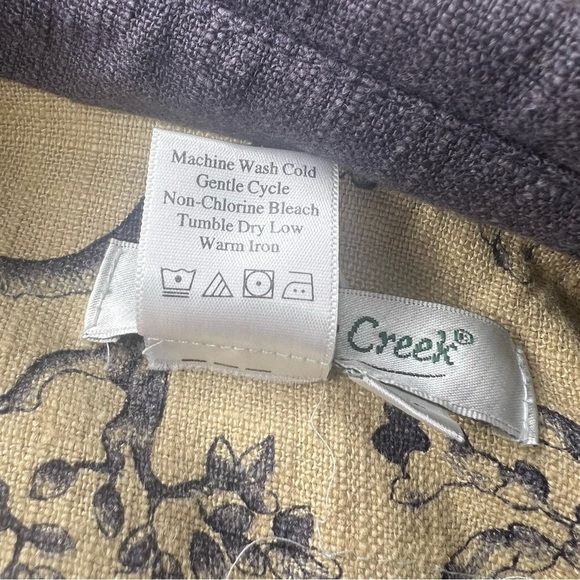 Machine Wash Cold
Gentle Cycle
Non-Chlorine Bleach
Tumble Dry Low
Warm Iron
Creek®